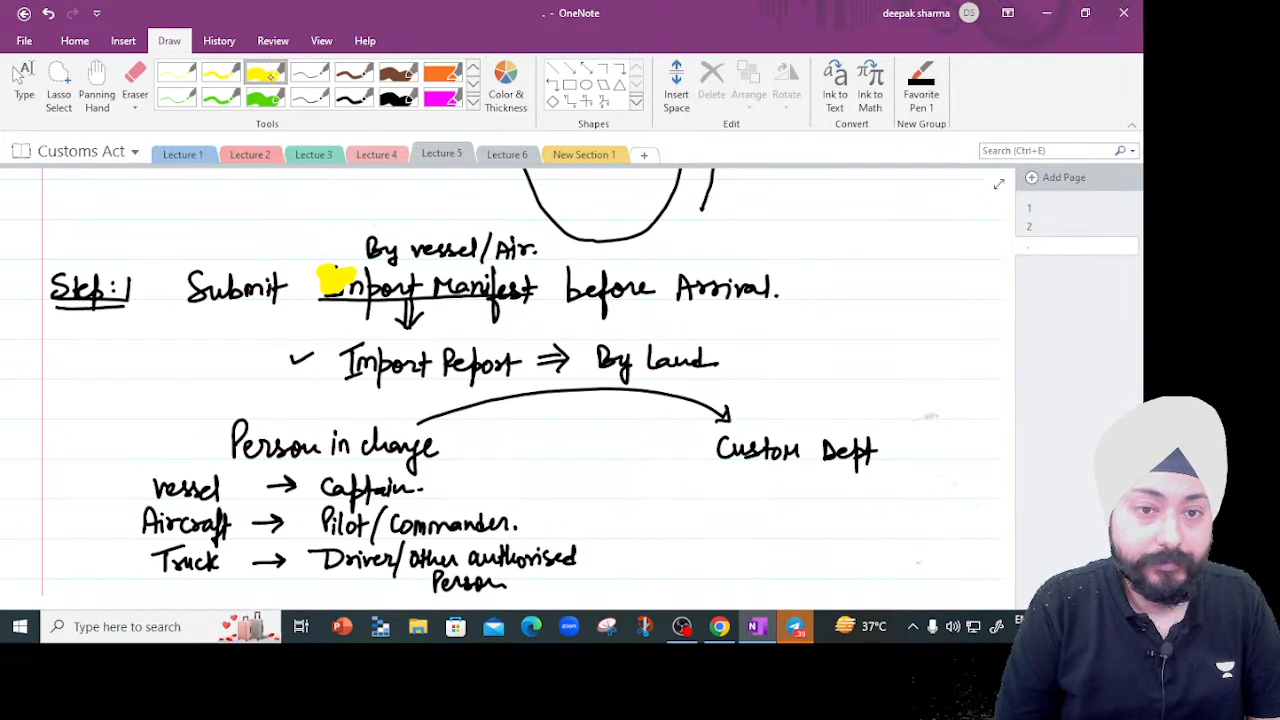 . - OneNote
deepak sharma DS
File Home Insert Draw History Review View Help
Type Lasso Select Panning Hand Eraser Color & Thickness Insert Space Delete Arrange Rotate Ink to Text Ink to Math Favorite Pen 1
Tools Shapes Edit Convert New Group
Customs Act Lecture 1 Lecture 2 Lectue 3 Lecture 4 Lecture 5 Lecture 6 New Section 1 Search (Ctrl+E)
Add Page
1
2
By vessel/Air.
Step:1 Submit Import Manifest before Arrival.
Import Report ⇒ By Land
Person in charge Custom Dept
vessel → Captain.
Aircraft → Pilot/Commander.
Truck → Driver/other authorised
Person
Type here to search 37°C